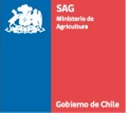 SAG
Ministerio de
Agricultura
Gobierno de Chile